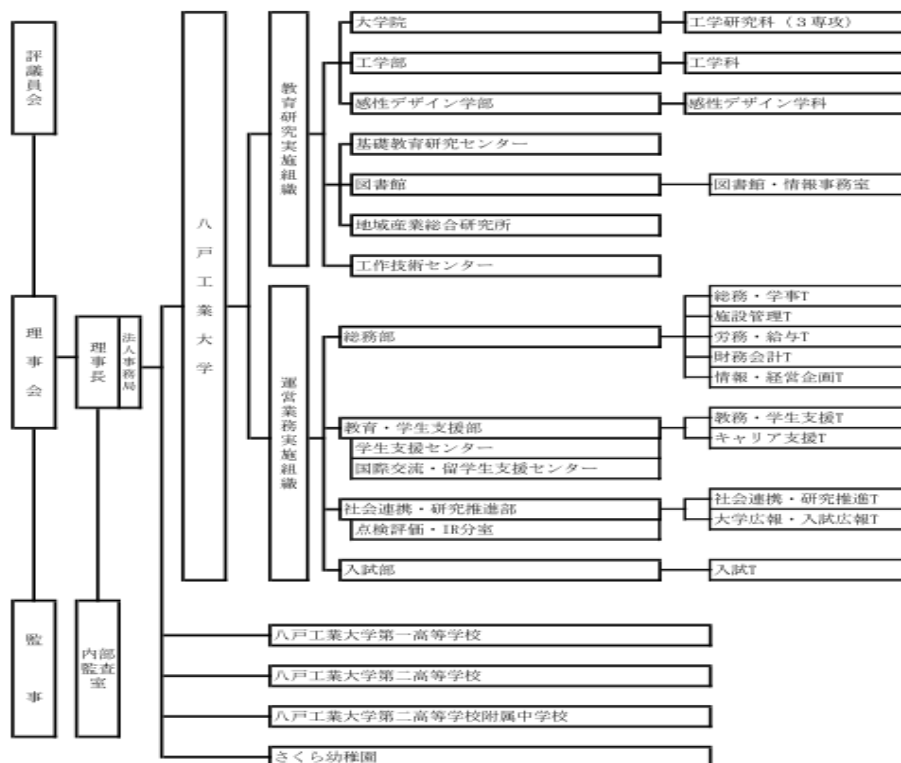 評議員会
理事会
監事
理事長
法人事務局
内部監査室
八戸工業大学
教育研究実施組織
大学院
工学研究科（３専攻）
工学部
工学科
感性デザイン学部
感性デザイン学科
基礎教育研究センター
図書館
図書館・情報事務室
地域産業総合研究所
工作技術センター
運営業務実施組織
総務部
総務・学事T
施設管理T
労務・給与T
財務会計T
情報・経営企画T
教育・学生支援部
学生支援センター
国際交流・留学生支援センター
教務・学生支援T
キャリア支援T
社会連携・研究推進部
点検評価・IR分室
社会連携・研究推進T
大学広報・入試広報T
入試部
入試T
八戸工業大学第一高等学校
八戸工業大学第二高等学校
八戸工業大学第二高等学校附属中学校
さくら幼稚園